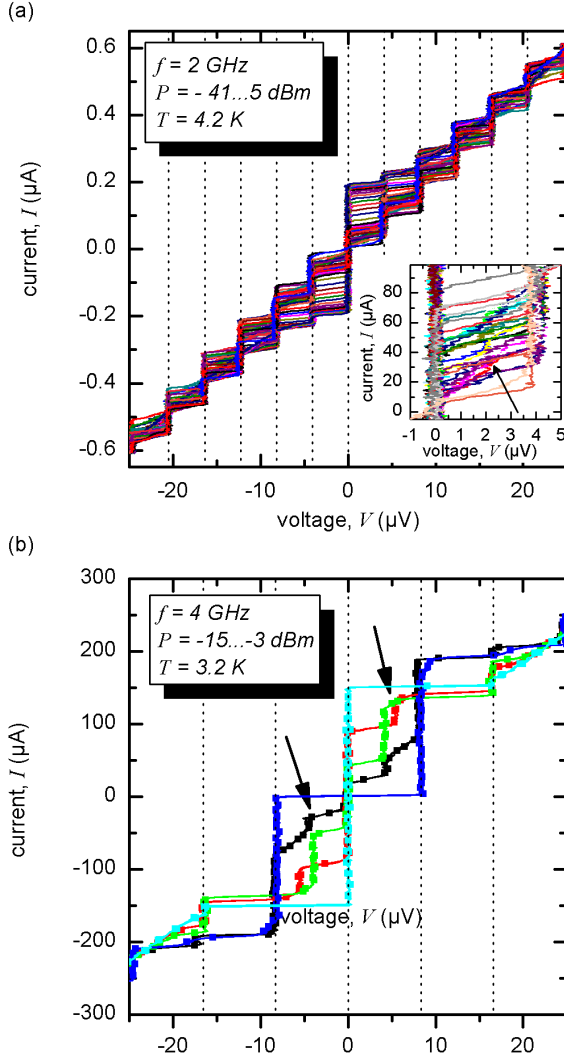 (a)
0.6
0.4
0.2
0.0
-0.2
-0.4
-0.6
current, I (µA)
f = 2 GHz
P = - 41...5 dBm
T = 4.2 K
80
60
40
20
0
current, I (µA)
-1 0 1 2 3 4 5
voltage, V (µV)
-20 -10 0 10 20
voltage, V (µV)
(b)
300
200
100
0
-100
-200
-300
current, I (µA)
f = 4 GHz
P = -15...-3 dBm
T = 3.2 K
voltage, V (µV)
-20 -10 0 10 20